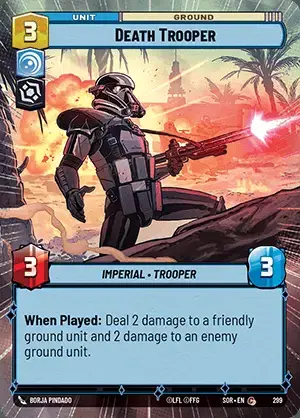 UNIT
GROUND
3
DEATH TROOPER
3
IMPERIAL • TROOPER
3
When Played: Deal 2 damage to a friendly
ground unit and 2 damage to an enemy
ground unit.
BORJA PINDADO
©LFL ©FFG
SOR • EN
C
299